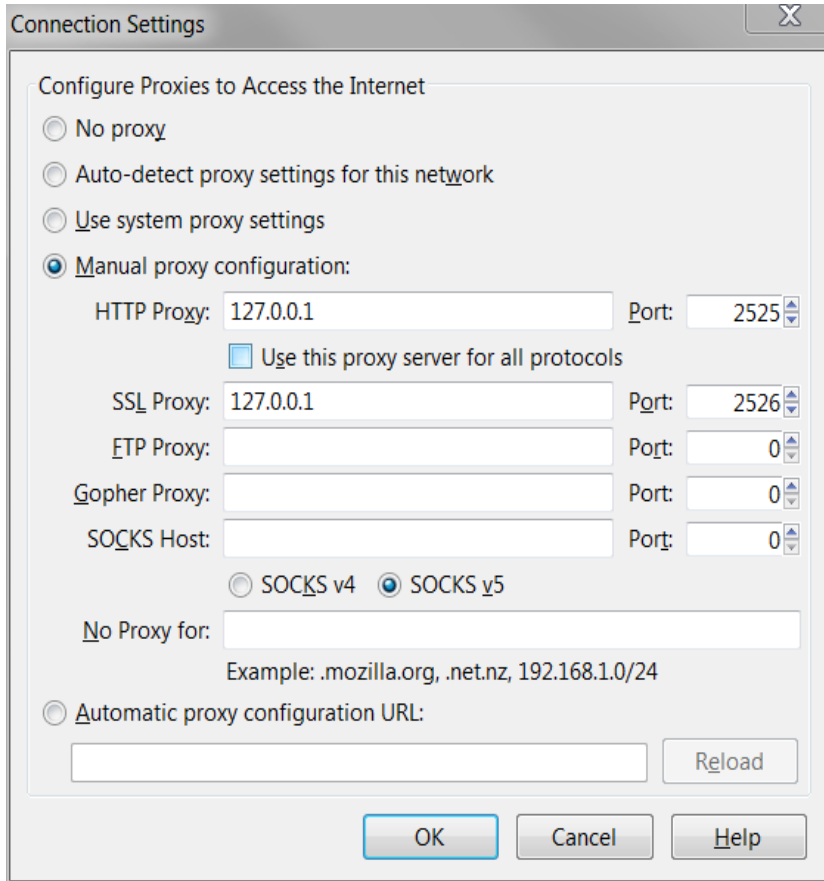 Connection Settings
Configure Proxies to Access the Internet
No proxy
Auto-detect proxy settings for this network
Use system proxy settings
Manual proxy configuration:
HTTP Proxy: 127.0.0.1 Port: 2525
Use this proxy server for all protocols
SSL Proxy: 127.0.0.1 Port: 2526
FTP Proxy: Port: 0
Gopher Proxy: Port: 0
SOCKS Host: Port: 0
SOCKS v4 SOCKS v5
No Proxy for:
Example: .mozilla.org, .net.nz, 192.168.1.0/24
Automatic proxy configuration URL:
Reload
OK Cancel Help